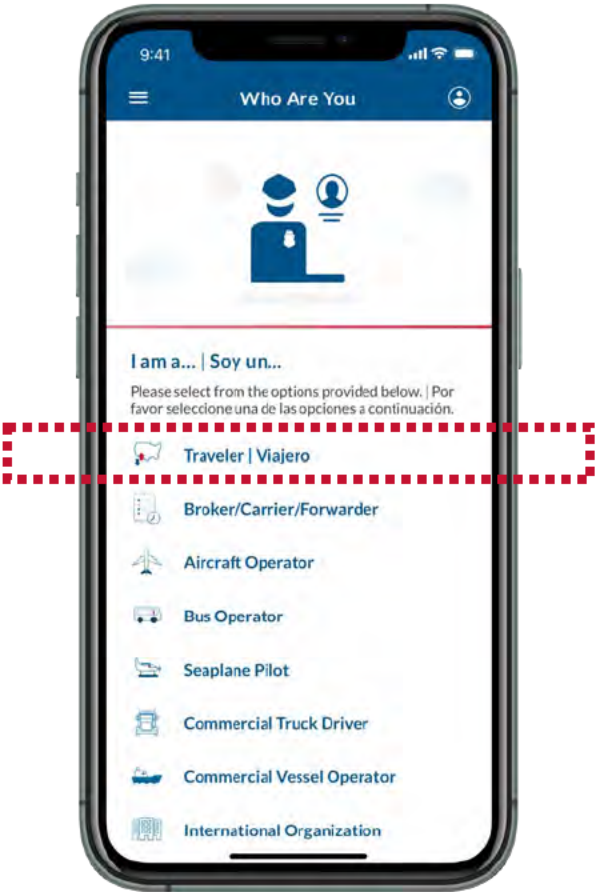 9:41
Who Are You
I am a... | Soy un...
Please select from the options provided below. | Por
favor seleccione una de las opciones a continuación.
Traveler | Viajero
Broker/Carrier/Forwarder
Aircraft Operator
Bus Operator
Seaplane Pilot
Commercial Truck Driver
Commercial Vessel Operator
International Organization